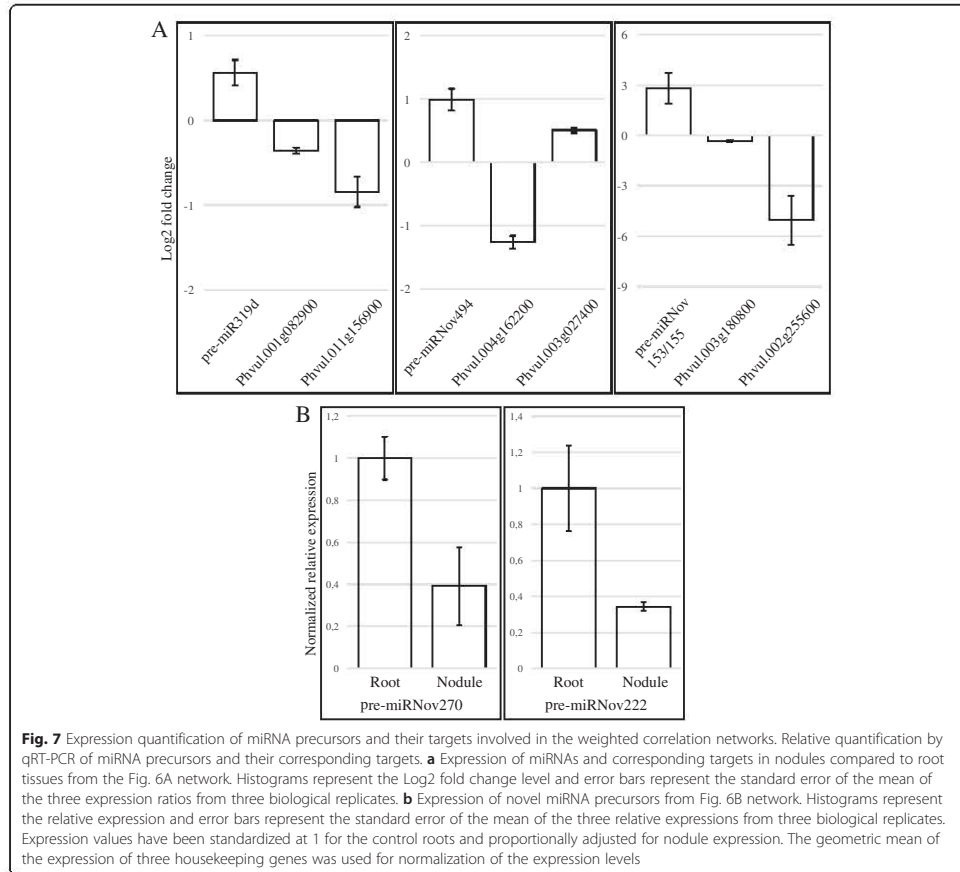 A
Log2 fold change
1
0
-1
-2
pre-miR319d
Phvul.001g082900
Phvul.011g156900
2
1
0
-1
-2
pre-miRNov494
Phvul.004g162200
Phvul.003g027400
6
3
0
-3
-6
-9
pre-miRNov
153/155
Phvul.003g180800
Phvul.002g255600
B
Normalized relative expression
1,2
1
0,8
0,6
0,4
0,2
0
Root
Nodule
pre-miRNov270
1,4
1,2
1
0,8
0,6
0,4
0,2
0
Root
Nodule
pre-miRNov222
Fig. 7 Expression quantification of miRNA precursors and their targets involved in the weighted correlation networks. Relative quantification by
qRT-PCR of miRNA precursors and their corresponding targets. a Expression of miRNAs and corresponding targets in nodules compared to root
tissues from the Fig. 6A network. Histograms represent the Log2 fold change level and error bars represent the standard error of the mean of
the three expression ratios from three biological replicates. b Expression of novel miRNA precursors from Fig. 6B network. Histograms represent
the relative expression and error bars represent the standard error of the mean of the three relative expressions from three biological replicates.
Expression values have been standardized at 1 for the control roots and proportionally adjusted for nodule expression. The geometric mean of
the expression of three housekeeping genes was used for normalization of the expression levels